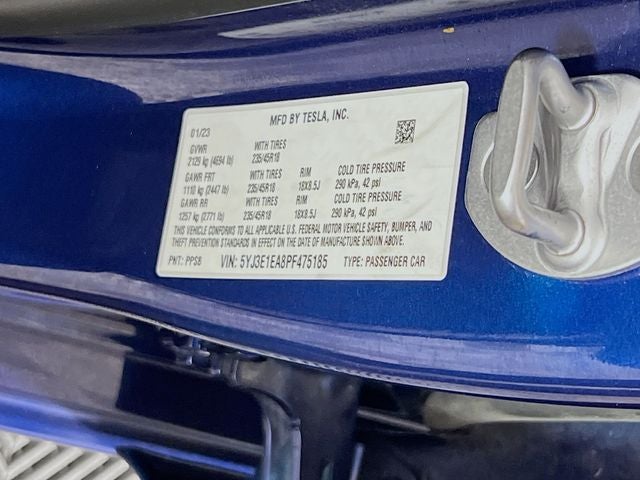 MFD BY TESLA, INC.
01/23
GVWR WITH TIRES
2129 kg (4694 lb) 235/45R18
GAWR FRT WITH TIRES RIM COLD TIRE PRESSURE
1110 kg (2447 lb) 235/45R18 18X8.5J 290 kPa, 42 psi
GAWR RR WITH TIRES RIM COLD TIRE PRESSURE
1257 kg (2771 lb) 235/45R18 18X8.5J 290 kPa, 42 psi
THIS VEHICLE CONFORMS TO ALL APPLICABLE U.S. FEDERAL MOTOR VEHICLE SAFETY, BUMPER, AND
THEFT PREVENTION STANDARDS IN EFFECT ON THE DATE OF MANUFACTURE SHOWN ABOVE.
PNT: PPSB VIN: 5YJ3E1EA8PF475185 TYPE: PASSENGER CAR